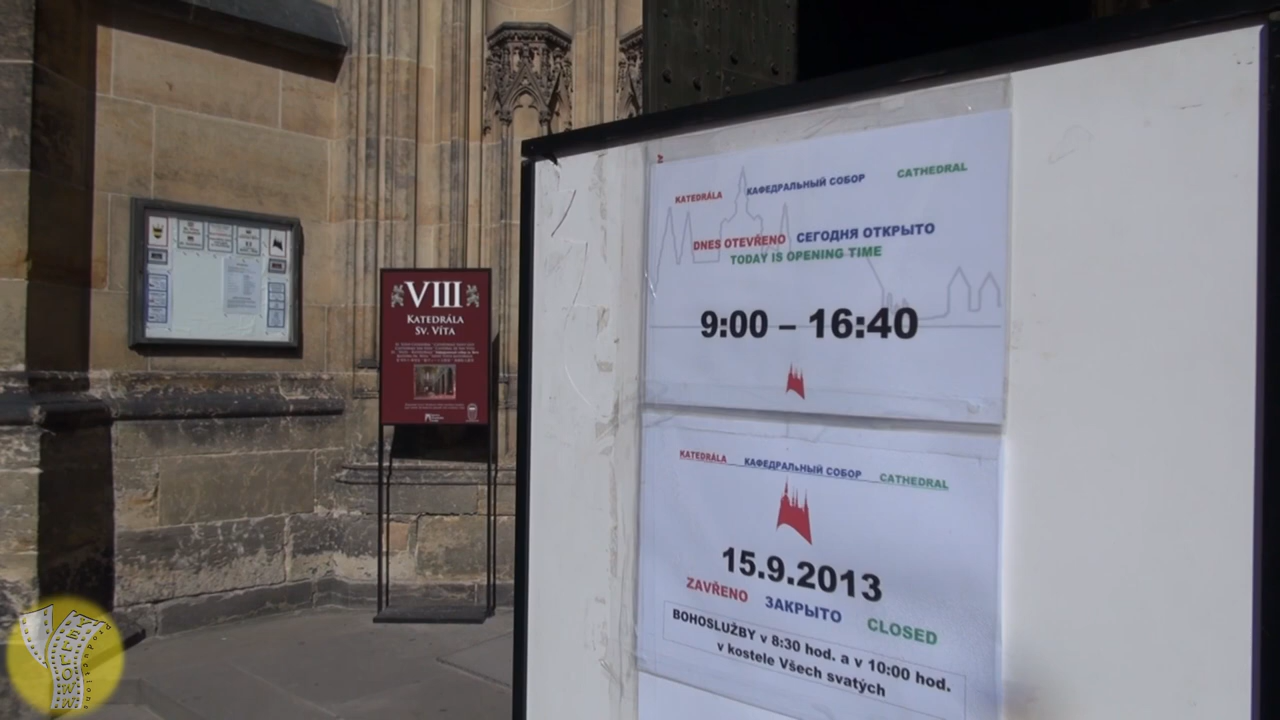 VIII
KATEDRÁLA
SV. VÍTA
KATEDRÁLA КАФЕДРАЛЬНЫЙ СОБОР CATHEDRAL
DNES OTEVŘENO СЕГОДНЯ ОТКРЫТО
TODAY IS OPENING TIME
9:00 – 16:40
KATEDRÁLA КАФЕДРАЛЬНЫЙ СОБОР CATHEDRAL
15.9.2013
ZAVŘENO ЗАКРЫТО CLOSED
BOHOSLUŽBY v 8:30 hod. a v 10:00 hod.
v kostele Všech svatých
YELLOW
Productions